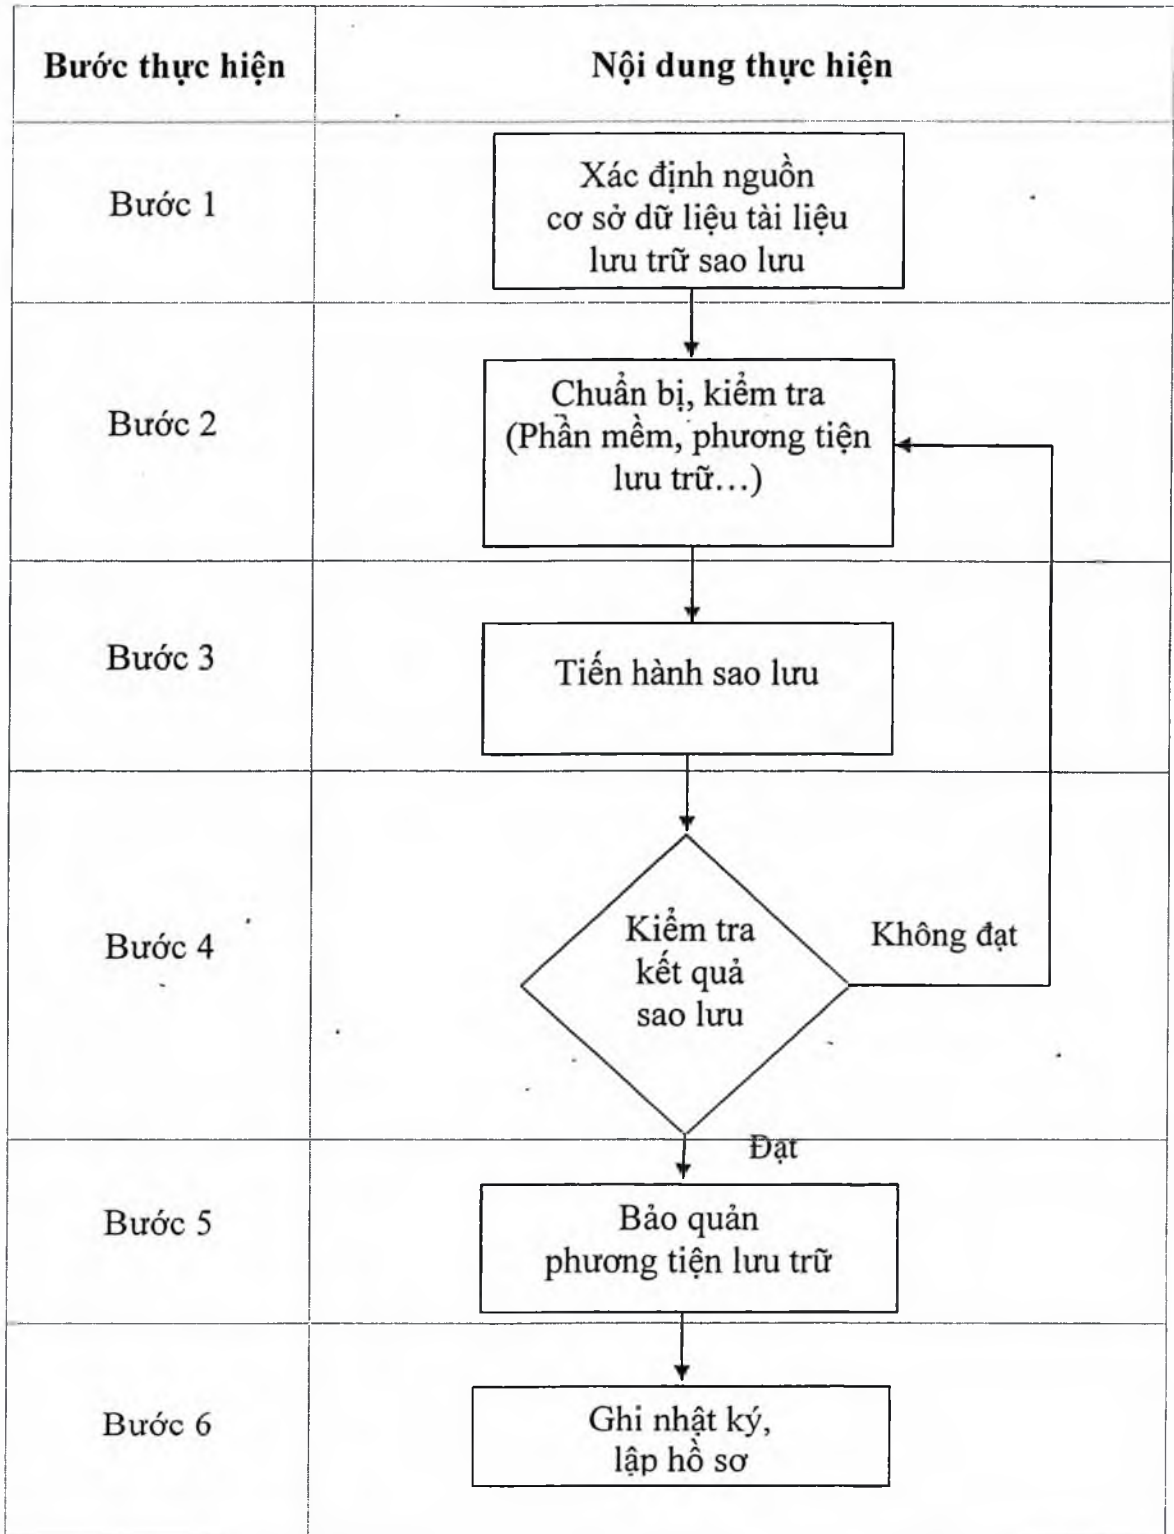 Bước thực hiện
Nội dung thực hiện
Bước 1
Xác định nguồn
cơ sở dữ liệu tài liệu
lưu trữ sao lưu
Bước 2
Chuẩn bị, kiểm tra
(Phần mềm, phương tiện
lưu trữ...)
Bước 3
Tiến hành sao lưu
Bước 4
Kiểm tra
kết quả
sao lưu
Không đạt
Đạt
Bước 5
Bảo quản
phương tiện lưu trữ
Bước 6
Ghi nhật ký,
lập hồ sơ